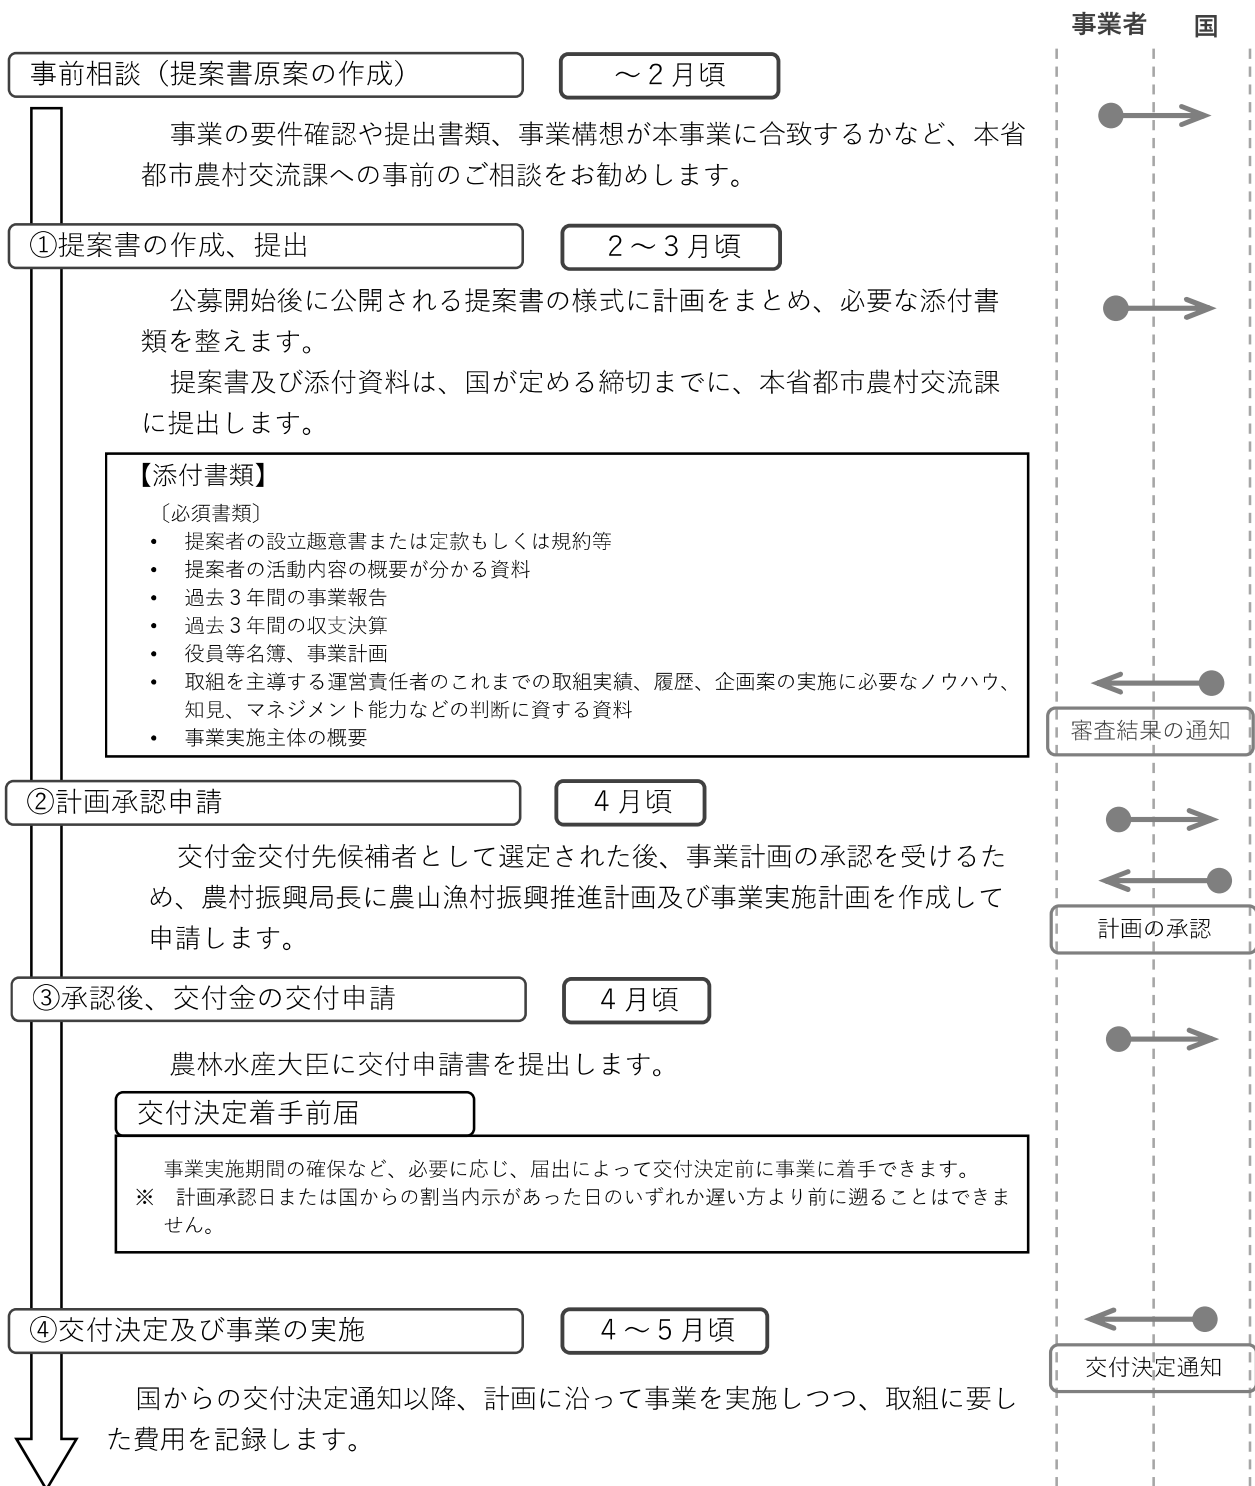 事業者 国
事前相談（提案書原案の作成） ～２月頃
事業の要件確認や提出書類、事業構想が本事業に合致するかなど、本省
都市農村交流課への事前のご相談をお勧めします。
①提案書の作成、提出 ２～３月頃
公募開始後に公開される提案書の様式に計画をまとめ、必要な添付書
類を整えます。
提案書及び添付資料は、国が定める締切までに、本省都市農村交流課
に提出します。
【添付書類】
〔必須書類〕
• 提案者の設立趣意書または定款もしくは規約等
• 提案者の活動内容の概要が分かる資料
• 過去３年間の事業報告
• 過去３年間の収支決算
• 役員等名簿、事業計画
• 取組を主導する運営責任者のこれまでの取組実績、履歴、企画案の実施に必要なノウハウ、
知見、マネジメント能力などの判断に資する資料
• 事業実施主体の概要
審査結果の通知
②計画承認申請 ４月頃
交付金交付先候補者として選定された後、事業計画の承認を受けるた
め、農村振興局長に農山漁村振興推進計画及び事業実施計画を作成して
申請します。
計画の承認
③承認後、交付金の交付申請 ４月頃
農林水産大臣に交付申請書を提出します。
交付決定着手前届
事業実施期間の確保など、必要に応じ、届出によって交付決定前に事業に着手できます。
※ 計画承認日または国からの割当内示があった日のいずれか遅い方より前に遡ることはできま
せん。
④交付決定及び事業の実施 ４～５月頃
交付決定通知
国からの交付決定通知以降、計画に沿って事業を実施しつつ、取組に要し
た費用を記録します。